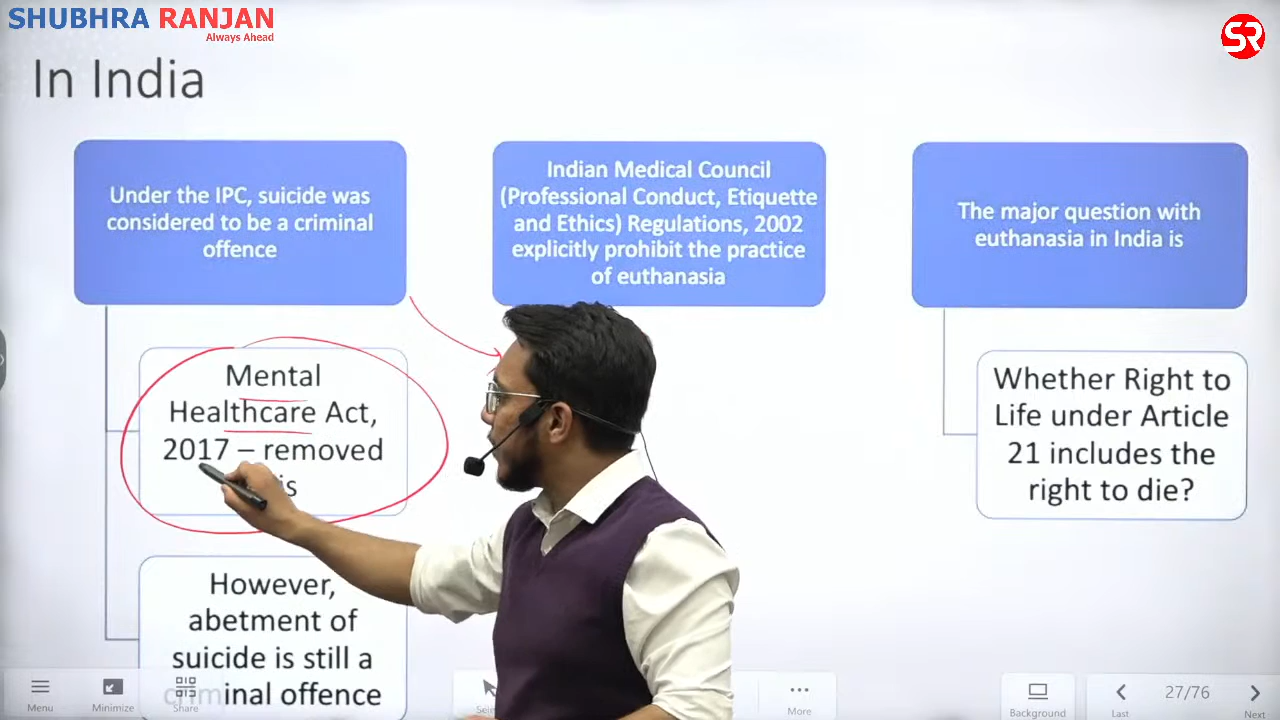 SHUBHRA RANJAN
Always Ahead
SR
In India
Under the IPC, suicide was
considered to be a criminal
offence
Mental
Healthcare Act,
2017 – removed
is
However,
abetment of
suicide is still a
criminal offence
Indian Medical Council
(Professional Conduct, Etiquette
and Ethics) Regulations, 2002
explicitly prohibit the practice
of euthanasia
The major question with
euthanasia in India is
Whether Right to
Life under Article
21 includes the
right to die?
Menu
Minimize
Share
More
Background
Last
27/76
Next